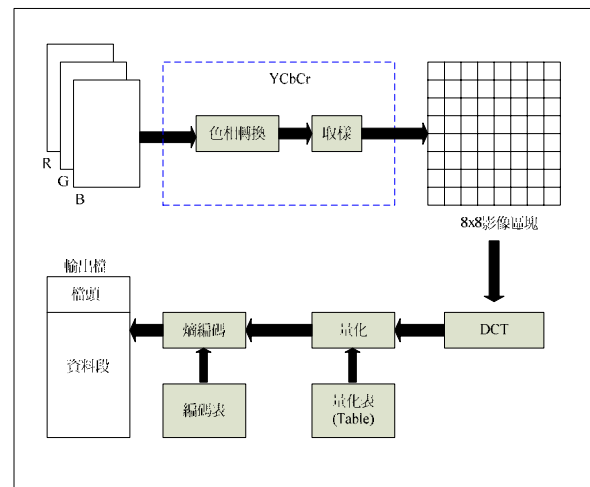 YCbCr
色相轉換
取樣
R
G
B
8x8影像區塊
輸出檔
檔頭
資料段
熵編碼
量化
DCT
編碼表
量化表
(Table)